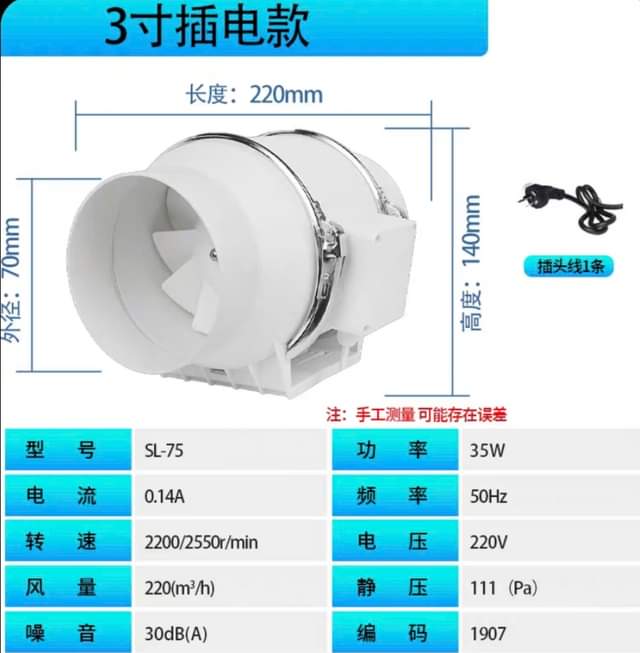 3寸插电款
长度：220mm
外径：70mm
高度：140mm
插头线1条
注：手工测量 可能存在误差
型号 SL-75 功率 35W
电流 0.14A 频率 50Hz
转速 2200/2550r/min 电压 220V
风量 220(m³/h) 静压 111（Pa）
噪音 30dB(A) 编码 1907